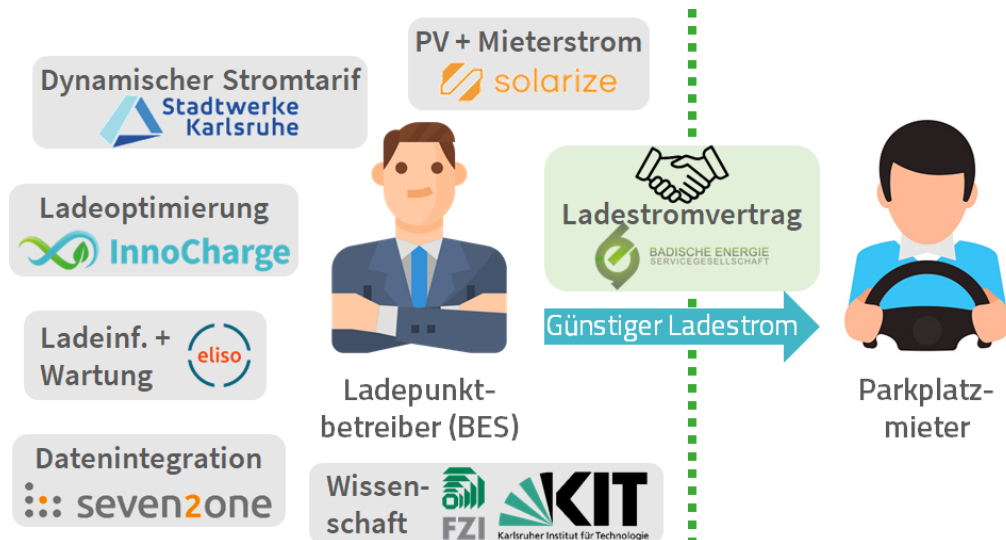 PV + Mieterstrom
solarize
Dynamischer Stromtarif
Stadtwerke
Karlsruhe
Ladeoptimierung
InnoCharge
Ladestromvertrag
BADISCHE ENERGIE
SERVICEGESELLSCHAFT
Günstiger Ladestrom
Ladeinf. +
Wartung
eliso
Ladepunkt-
betreiber (BES)
Parkplatz-
mieter
Datenintegration
seven2one
Wissen-
schaft
FZI
KIT
Karlsruher Institut für Technologie